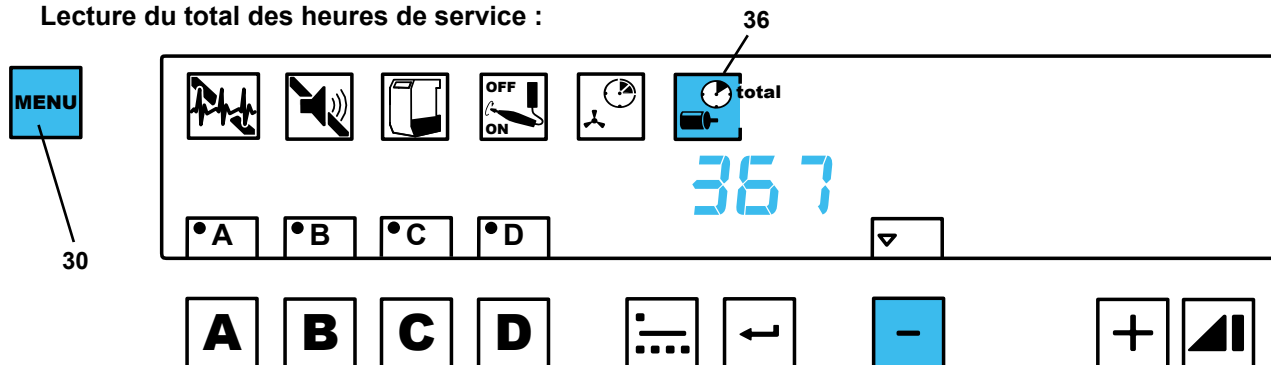 Lecture du total des heures de service :
36
MENU
OFF
ON
total
367
A B C D
30
A B C D - +